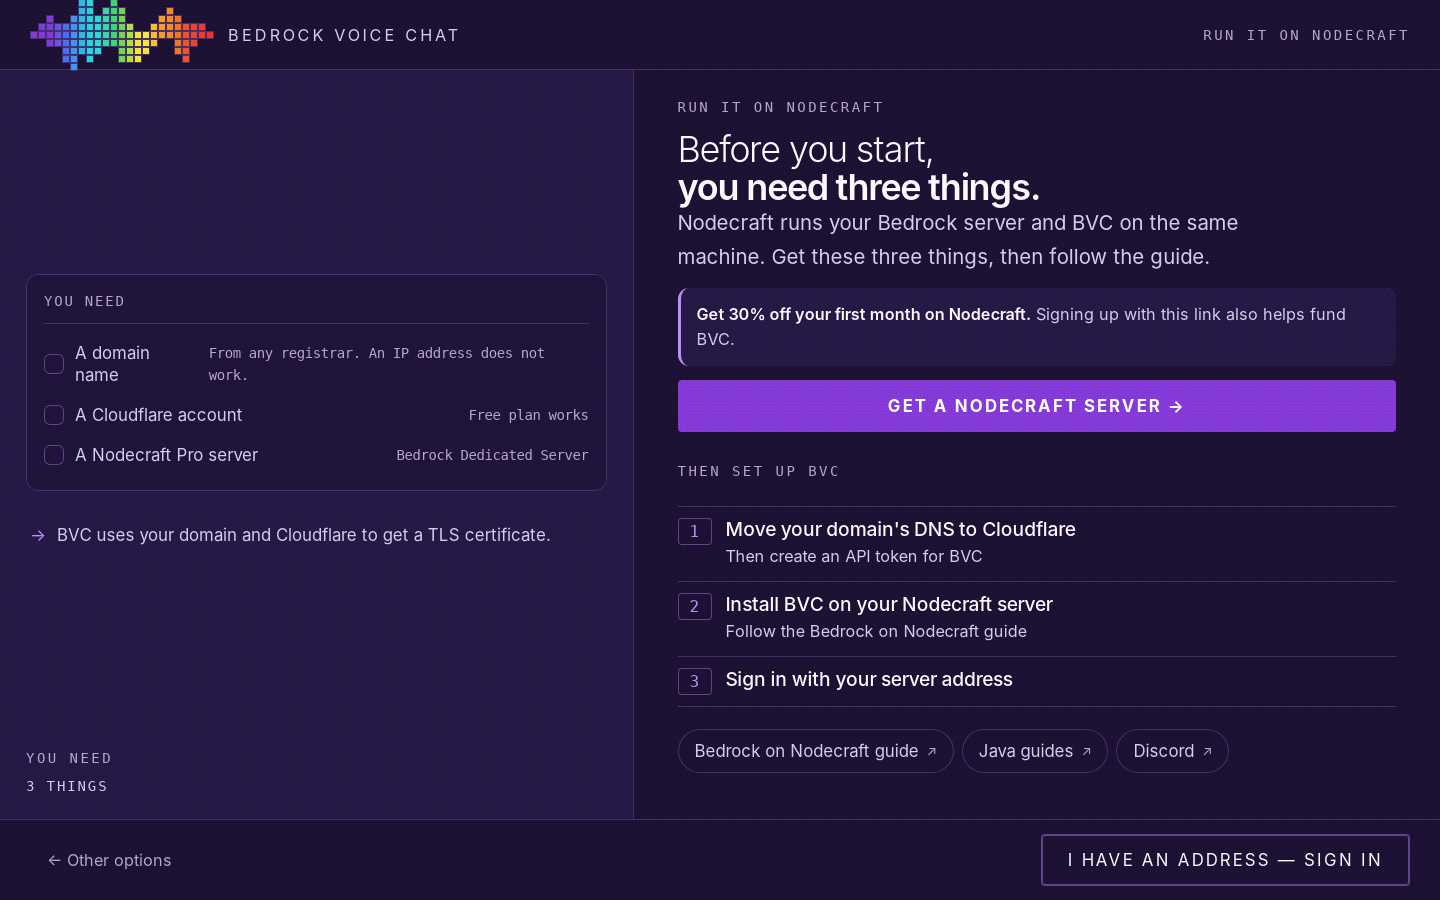 BEDROCK VOICE CHAT
RUN IT ON NODECRAFT
YOU NEED
A domain name
From any registrar. An IP address does not work.
A Cloudflare account
Free plan works
A Nodecraft Pro server
Bedrock Dedicated Server
→ BVC uses your domain and Cloudflare to get a TLS certificate.
YOU NEED
3 THINGS
RUN IT ON NODECRAFT
Before you start,
you need three things.
Nodecraft runs your Bedrock server and BVC on the same
machine. Get these three things, then follow the guide.
Get 30% off your first month on Nodecraft. Signing up with this link also helps fund
BVC.
GET A NODECRAFT SERVER →
THEN SET UP BVC
1 Move your domain's DNS to Cloudflare
Then create an API token for BVC
2 Install BVC on your Nodecraft server
Follow the Bedrock on Nodecraft guide
3 Sign in with your server address
Bedrock on Nodecraft guide ↗
Java guides ↗
Discord ↗
← Other options
I HAVE AN ADDRESS — SIGN IN